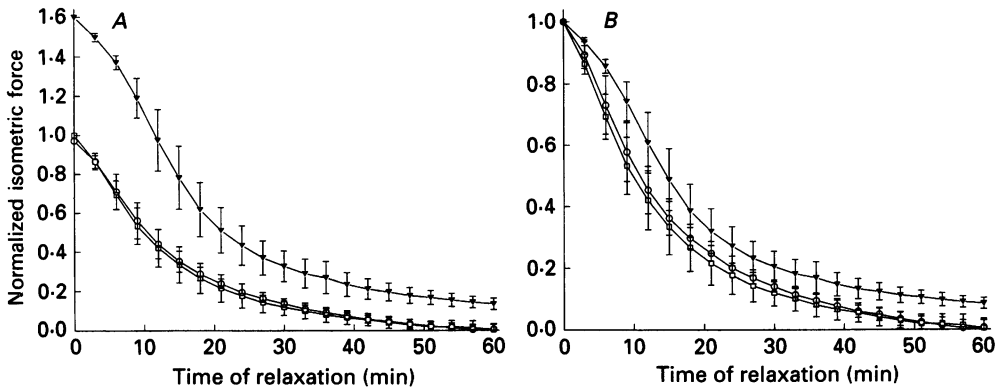 A
B
Normalized isometric force
1·6
1·4
1·2
1·0
0·8
0·6
0·4
0·2
0·0
0 10 20 30 40 50 60
Time of relaxation (min)
1·0
0·8
0·6
0·4
0·2
0·0
0 10 20 30 40 50 60
Time of relaxation (min)